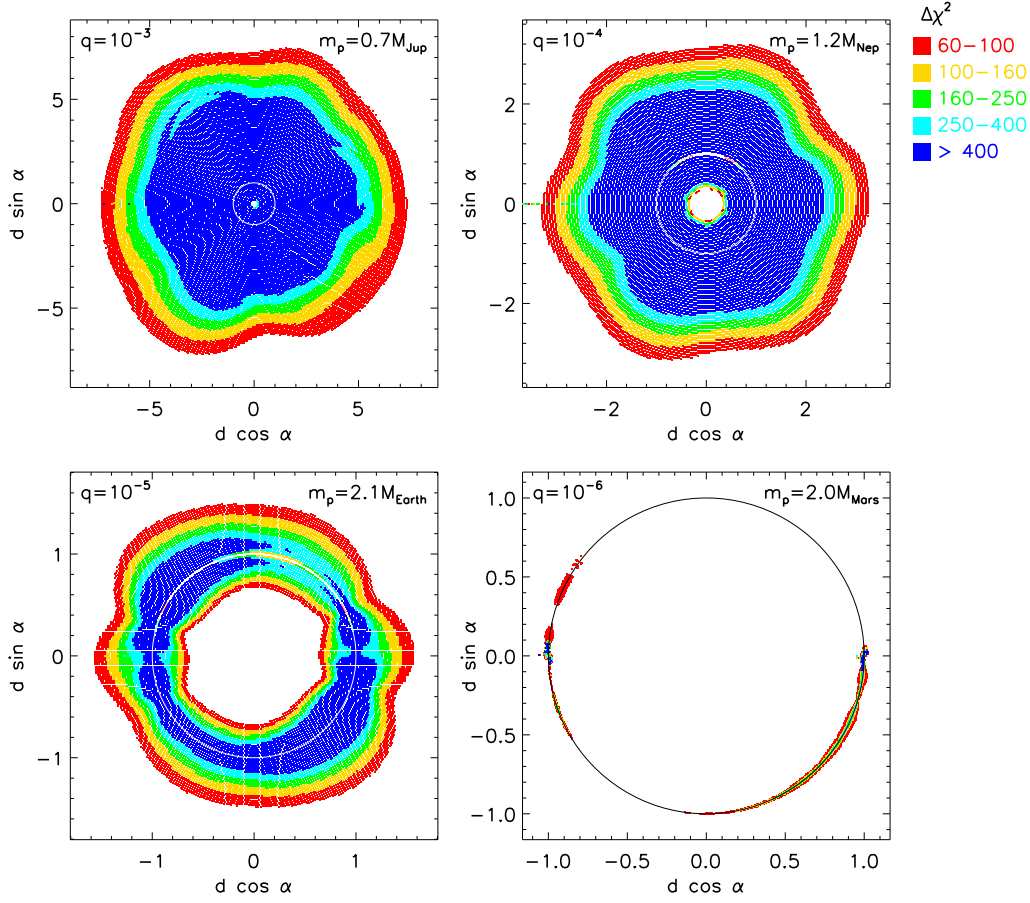 Δχ²
60−100
100−160
160−250
250−400
> 400
q=10⁻³
m_p=0.7M_Jup
d sin α
5
0
−5
−5
0
5
d cos α
q=10⁻⁴
m_p=1.2M_Nep
d sin α
2
0
−2
−2
0
2
d cos α
q=10⁻⁵
m_p=2.1M_Earth
d sin α
1
0
−1
−1
0
1
d cos α
q=10⁻⁶
m_p=2.0M_Mars
d sin α
1.0
0.5
0.0
−0.5
−1.0
−1.0
−0.5
0.0
0.5
1.0
d cos α